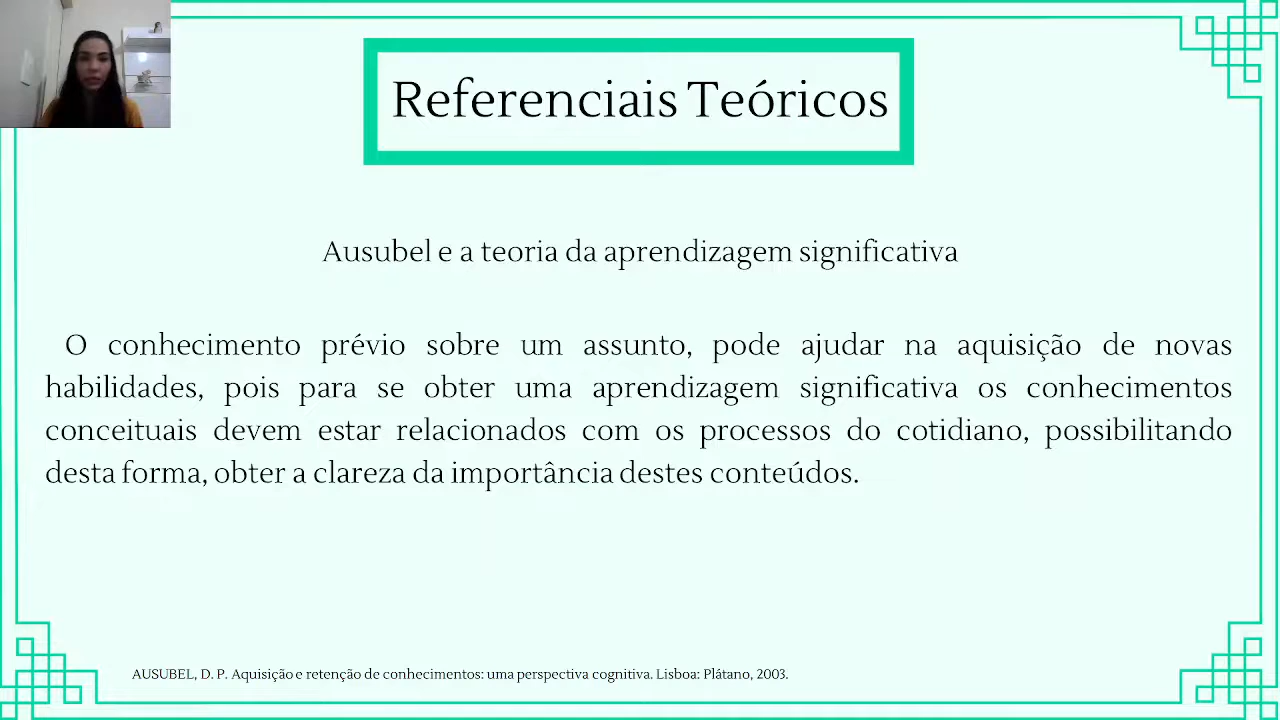 Referenciais Teóricos
Ausubel e a teoria da aprendizagem significativa
O conhecimento prévio sobre um assunto, pode ajudar na aquisição de novas
habilidades, pois para se obter uma aprendizagem significativa os conhecimentos
conceituais devem estar relacionados com os processos do cotidiano, possibilitando
desta forma, obter a clareza da importância destes conteúdos.
AUSUBEL, D. P. Aquisição e retenção de conhecimentos: uma perspectiva cognitiva. Lisboa: Plátano, 2003.